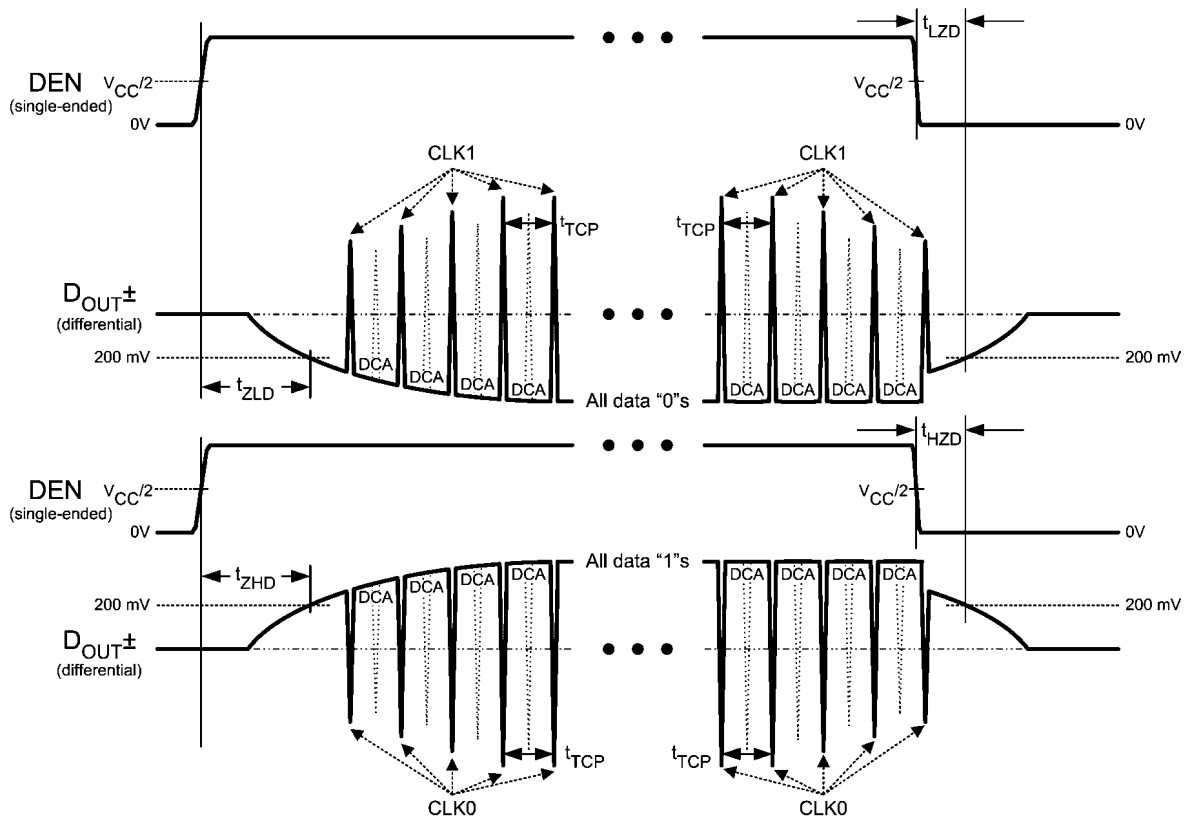 tLZD
DEN
(single-ended)
VCC/2
VCC/2
0V
0V
CLK1
CLK1
tTCP
tTCP
DOUT±
(differential)
200 mV
200 mV
DCA
DCA
DCA
DCA
DCA
DCA
DCA
DCA
tZLD
All data “0”s
tHZD
DEN
(single-ended)
VCC/2
VCC/2
0V
0V
All data “1”s
tZHD
DCA
DCA
DCA
DCA
DCA
DCA
DCA
DCA
200 mV
200 mV
DOUT±
(differential)
tTCP
tTCP
CLK0
CLK0